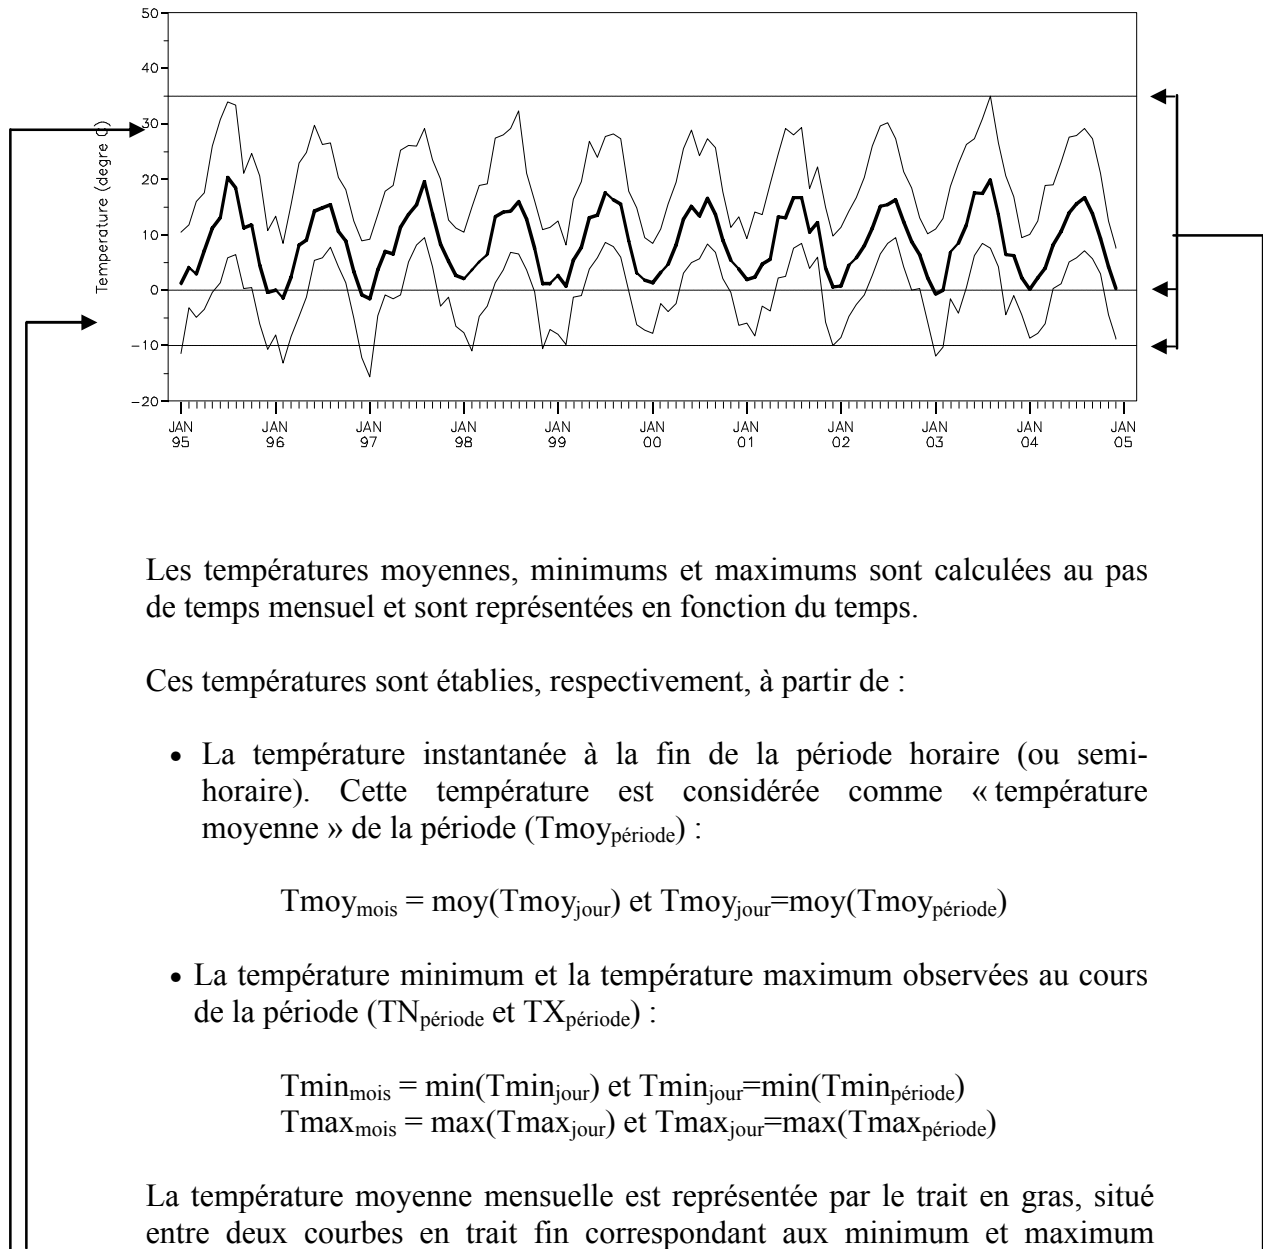 50
40
30
20
10
0
-10
-20
Temperature (degre C)
JAN JAN JAN JAN JAN JAN JAN JAN JAN JAN JAN
95 96 97 98 99 00 01 02 03 04 05
Les températures moyennes, minimums et maximums sont calculées au pas
de temps mensuel et sont représentées en fonction du temps.
Ces températures sont établies, respectivement, à partir de :
• La température instantanée à la fin de la période horaire (ou semi-
horaire). Cette température est considérée comme « température
moyenne » de la période (Tmoypériode) :
Tmoymois = moy(Tmoyjour) et Tmoyjour=moy(Tmoypériode)
• La température minimum et la température maximum observées au cours
de la période (TNpériode et TXpériode) :
Tminmois = min(Tminjour) et Tminjour=min(Tminpériode)
Tmaxmois = max(Tmaxjour) et Tmaxjour=max(Tmaxpériode)
La température moyenne mensuelle est représentée par le trait en gras, situé
entre deux courbes en trait fin correspondant aux minimum et maximum